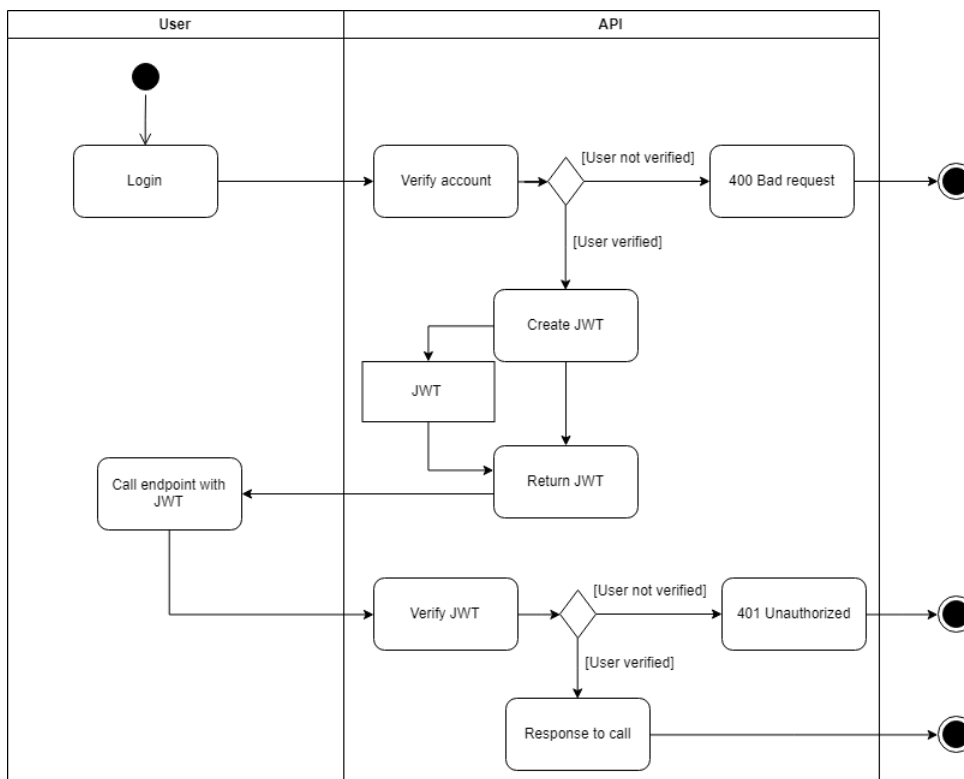 User
API
Login
Verify account
[User not verified]
400 Bad request
[User verified]
Create JWT
JWT
Return JWT
Call endpoint with
JWT
Verify JWT
[User not verified]
401 Unauthorized
[User verified]
Response to call